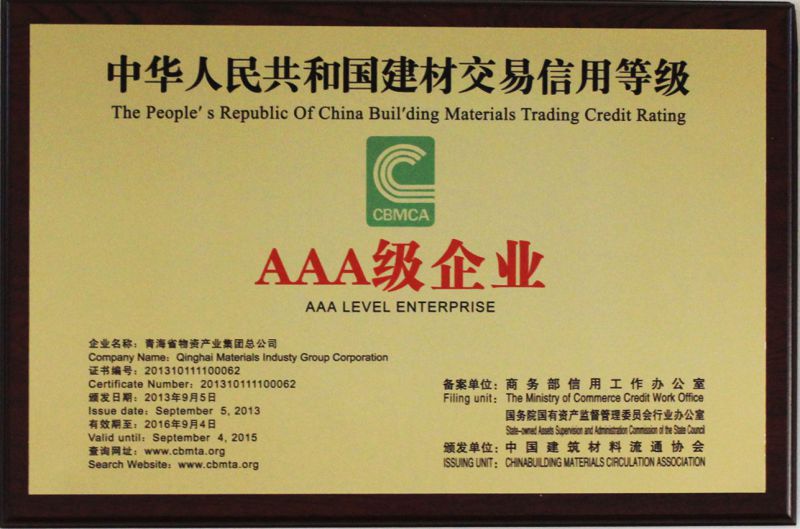 中华人民共和国建材交易信用等级
The People' s Republic Of China Buil'ding Materials Trading Credit Rating
CBMCA
AAA级企业
AAA LEVEL ENTERPRISE
企业名称：青海省物资产业集团总公司
Company Name：Qinghai Materials Industy Group Corporation
证书编号：201310111100062
Certificate Number：201310111100062
颁发日期：2013年9月5日
Issue date：September 5, 2013
有效期至：2016年9月4日
Valid until：September 4, 2015
查询网址：www.cbmta.org
Search Website：www.cbmta.org
备案单位：商务部信用工作办公室
Filing unit：The Ministry of Commerce Credit Work Office
国务院国有资产监督管理委员会行业办公室
State-owned Assets Supervision and Administration Commission of the State Council
颁发单位：中国建筑材料流通协会
ISSUING UNIT：CHINABUILDING MATERIALS CIRCULATION ASSOCIATION